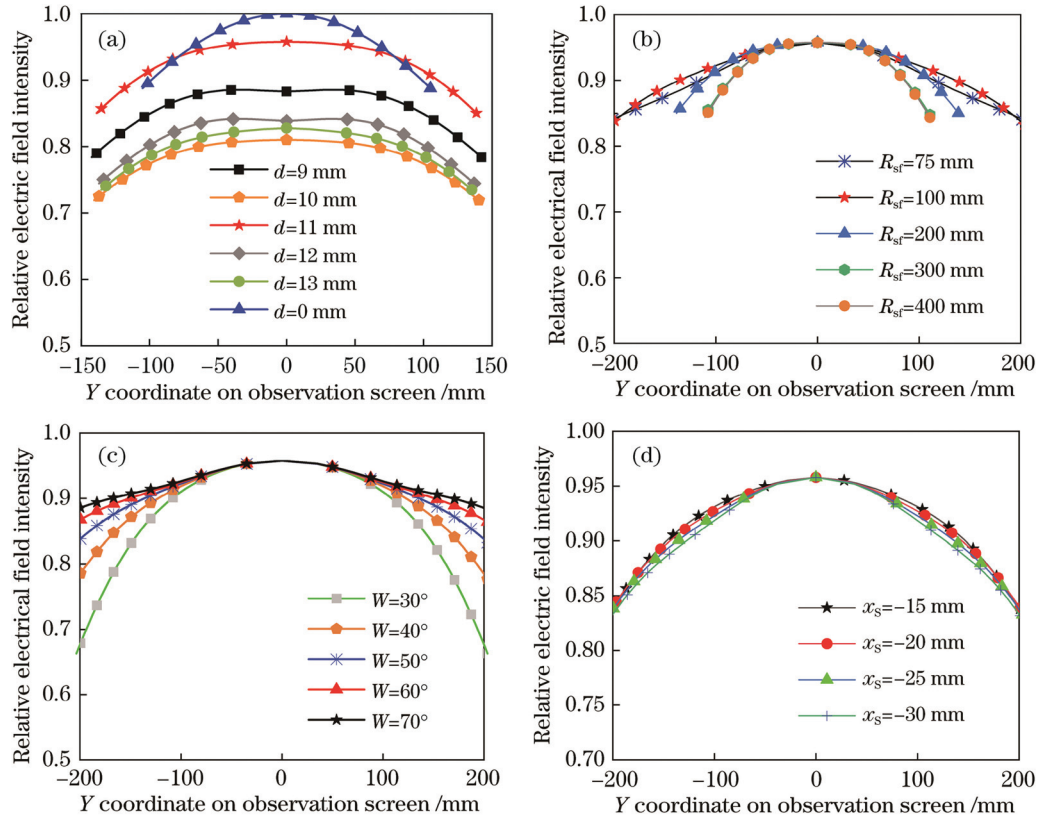 (a)
Relative electric field intensity
1.0
0.9
0.8
0.7
0.6
0.5
d=9 mm
d=10 mm
d=11 mm
d=12 mm
d=13 mm
d=0 mm
−150 −100 −50 0 50 100 150
Y coordinate on observation screen /mm
(b)
Relative electrical field intensity
1.0
0.9
0.8
0.7
0.6
0.5
Rsf=75 mm
Rsf=100 mm
Rsf=200 mm
Rsf=300 mm
Rsf=400 mm
−200 −100 0 100 200
Y coordinate on observation screen /mm
(c)
Relative electrical field intensity
1.0
0.9
0.8
0.7
0.6
0.5
W=30°
W=40°
W=50°
W=60°
W=70°
−200 −100 0 100 200
Y coordinate on observation screen /mm
(d)
Relative electric field intensity
1.00
0.95
0.90
0.85
0.80
0.75
0.70
xS=−15 mm
xS=−20 mm
xS=−25 mm
xS=−30 mm
−200 −100 0 100 200
Y coordinate on observation screen /mm